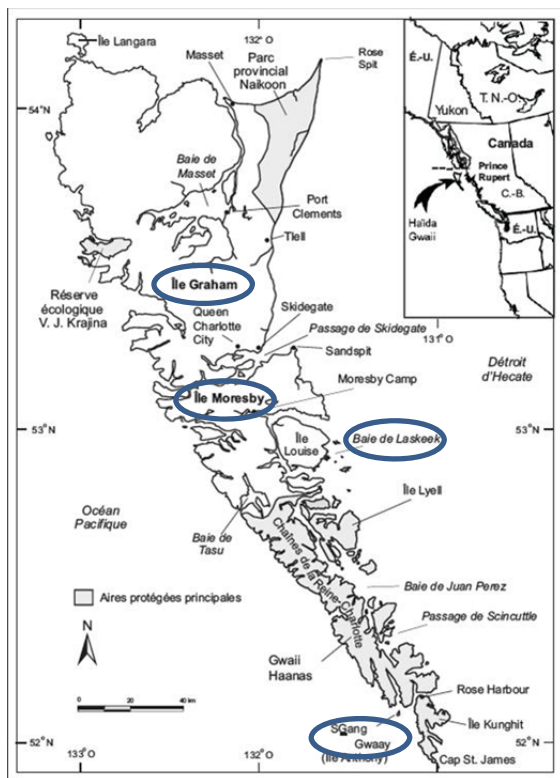 Île Langara
132° O
Masset
Parc
provincial
Naikoon
Rose
Spit
54° N
Baie de
Masset
Port
Clements
Tlell
Réserve
écologique
V. J. Krajina
Île Graham
Queen
Charlotte
City
Skidegate
Passage de Skidegate
Sandspit
131° O
Île Moresby
Moresby Camp
Détroit
d'Hecate
53° N
53° N
Île
Louise
Baie de Laskeek
Île Lyell
Océan
Pacifique
Baie de
Tasu
Chaînes de la Reine-Charlotte
Baie de Juan Perez
Passage de Scincuttle
Aires protégées principales
N
Gwaii
Haanas
Rose Harbour
0 20 40 km
SGang
Gwaay
(Île Anthony)
Île Kunghit
52° N
52° N
133° O
132° O
Cap St. James
É.-U.
Yukon
T. N.-O.
Canada
Prince
Rupert
C.-B.
Haïda
Gwaii
É.-U.